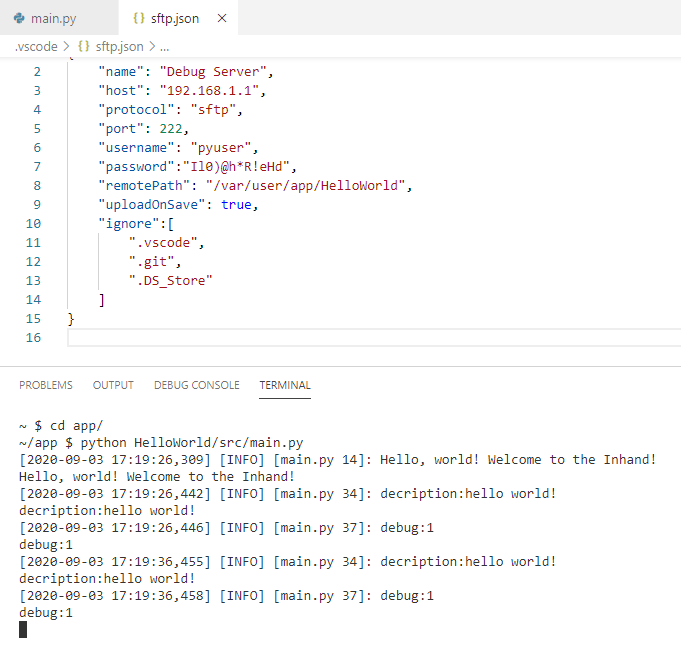 main.py
{} sftp.json ×
.vscode > {} sftp.json > ...
2 "name": "Debug Server",
3 "host": "192.168.1.1",
4 "protocol": "sftp",
5 "port": 222,
6 "username": "pyuser",
7 "password":"Il0)@h*R!eHd",
8 "remotePath": "/var/user/app/HelloWorld",
9 "uploadOnSave": true,
10 "ignore":[
11 ".vscode",
12 ".git",
13 ".DS_Store"
14 ]
15 }
16
PROBLEMS OUTPUT DEBUG CONSOLE TERMINAL
~ $ cd app/
~/app $ python HelloWorld/src/main.py
[2020-09-03 17:19:26,309] [INFO] [main.py 14]: Hello, world! Welcome to the Inhand!
Hello, world! Welcome to the Inhand!
[2020-09-03 17:19:26,442] [INFO] [main.py 34]: decription:hello world!
decription:hello world!
[2020-09-03 17:19:26,446] [INFO] [main.py 37]: debug:1
debug:1
[2020-09-03 17:19:36,455] [INFO] [main.py 34]: decription:hello world!
decription:hello world!
[2020-09-03 17:19:36,458] [INFO] [main.py 37]: debug:1
debug:1